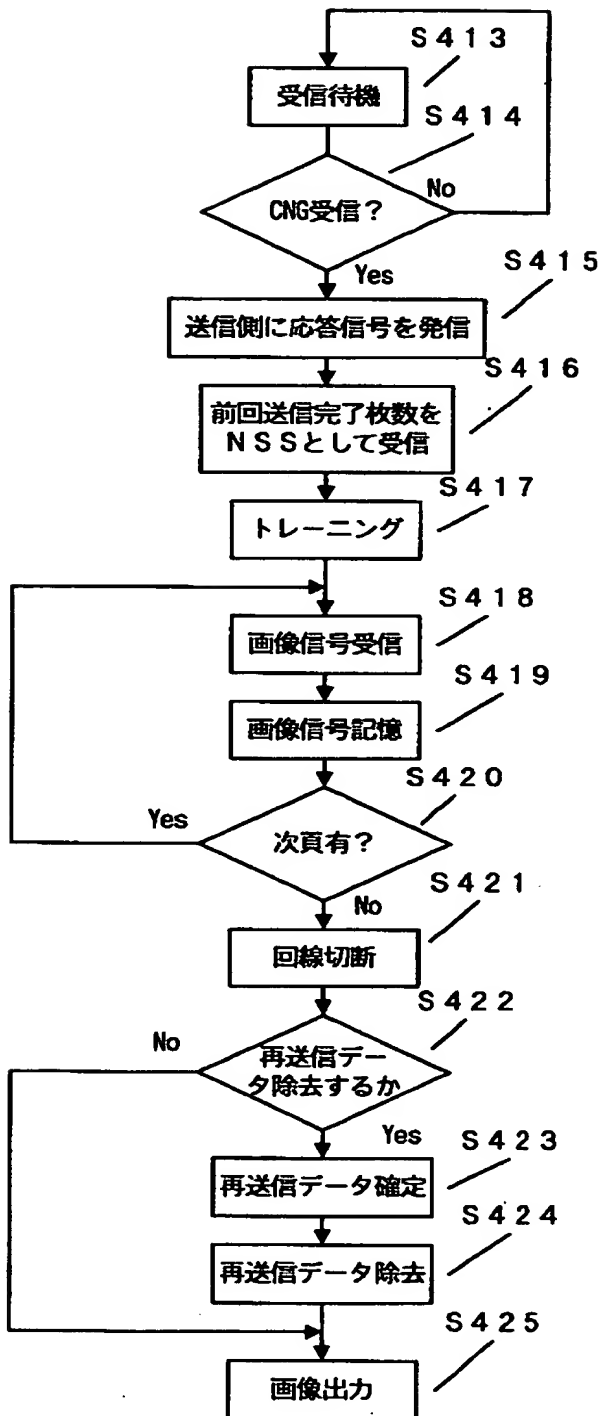 S413
受信待機
S414
CNG受信?
No
Yes
S415
送信側に応答信号を発信
S416
前回送信完了枚数を
NSSとして受信
S417
トレーニング
S418
画像信号受信
S419
画像信号記憶
S420
Yes
次頁有?
No
S421
回線切断
S422
No
再送信デー
タ除去するか
Yes
S423
再送信データ確定
S424
再送信データ除去
S425
画像出力